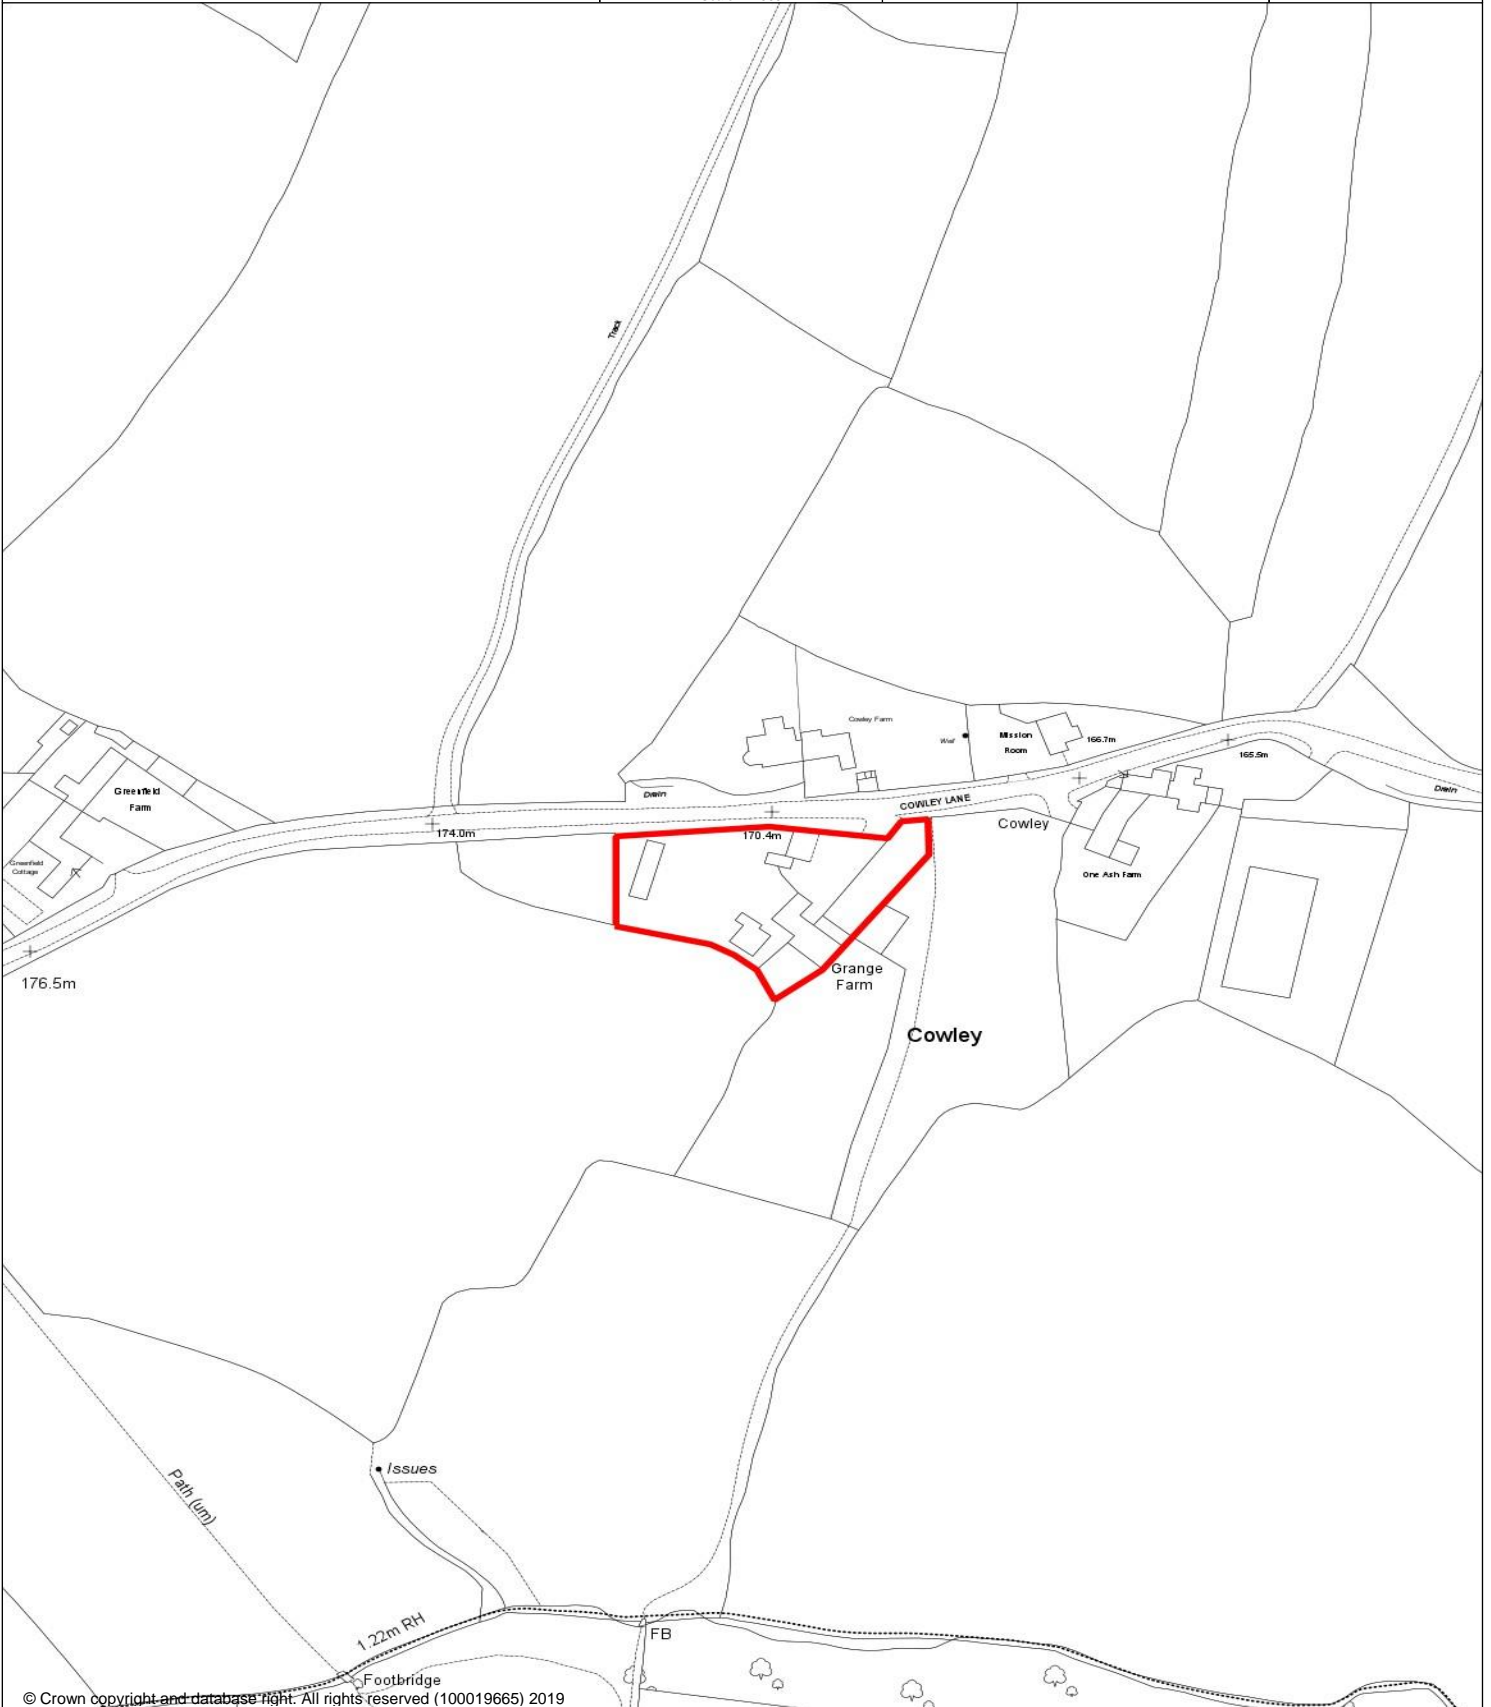 Track
Cowley Farm
Well
Mission
Room
166.7m
165.5m
Drain
Drain
COWLEY LANE
Cowley
Greenfield
Farm
174.0m
170.4m
Greenfield
Cottage
One Ash Farm
176.5m
Grange
Farm
Cowley
Issues
Path (um)
1.22m RH
FB
Footbridge
© Crown copyright and database right. All rights reserved (100019665) 2019